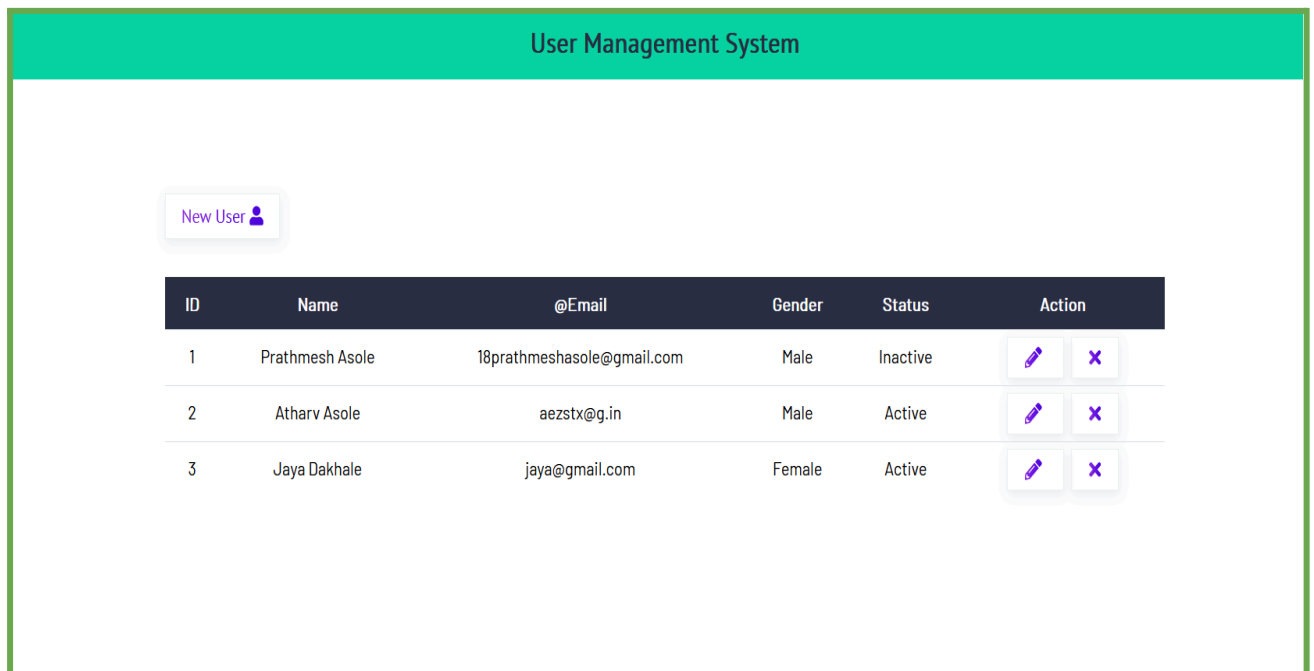 User Management System
New User
ID Name @Email Gender Status Action
1 Prathmesh Asole 18prathmeshasole@gmail.com Male Inactive
2 Atharv Asole aezstx@g.in Male Active
3 Jaya Dakhale jaya@gmail.com Female Active